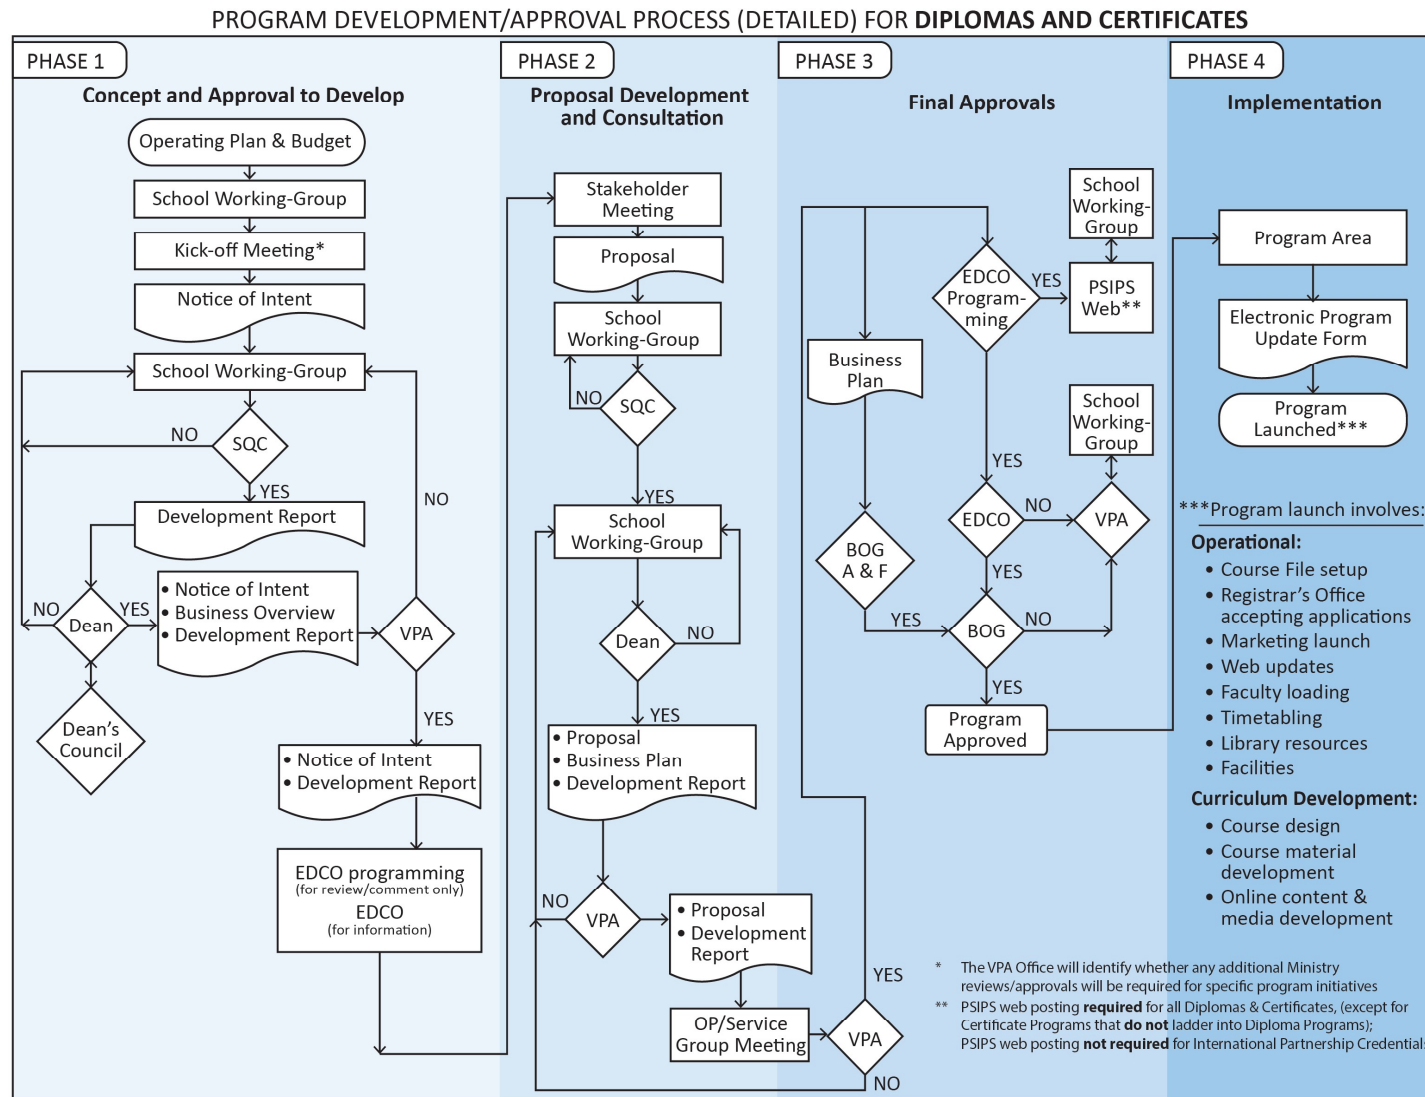 PROGRAM DEVELOPMENT/APPROVAL PROCESS (DETAILED) FOR DIPLOMAS AND CERTIFICATES
PHASE 1
Concept and Approval to Develop
Operating Plan & Budget
School Working-Group
Kick-off Meeting*
Notice of Intent
School Working-Group
NO
SQC
YES
NO
Development Report
NO
Dean
YES
• Notice of Intent
• Business Overview
• Development Report
VPA
Dean's
Council
YES
• Notice of Intent
• Development Report
EDCO programming
(for review/comment only)
EDCO
(for information)
PHASE 2
Proposal Development
and Consultation
Stakeholder
Meeting
Proposal
School
Working-Group
NO
SQC
YES
School
Working-Group
Dean
NO
YES
• Proposal
• Business Plan
• Development Report
NO
VPA
• Proposal
• Development
Report
OP/Service
Group Meeting
YES
VPA
NO
PHASE 3
Final Approvals
School
Working-
Group
EDCO
Program-
ming
YES
PSIPS
Web**
Business
Plan
School
Working-
Group
YES
EDCO
NO
VPA
BOG
A & F
YES
YES
BOG
NO
YES
Program
Approved
PHASE 4
Implementation
Program Area
Electronic Program
Update Form
Program
Launched***
***Program launch involves:
Operational:
• Course File setup
• Registrar's Office
accepting applications
• Marketing launch
• Web updates
• Faculty loading
• Timetabling
• Library resources
• Facilities
Curriculum Development:
• Course design
• Course material
development
• Online content &
media development
* The VPA Office will identify whether any additional Ministry
reviews/approvals will be required for specific program initiatives
** PSIPS web posting required for all Diplomas & Certificates, (except for
Certificate Programs that do not ladder into Diploma Programs);
PSIPS web posting not required for International Partnership Credentials